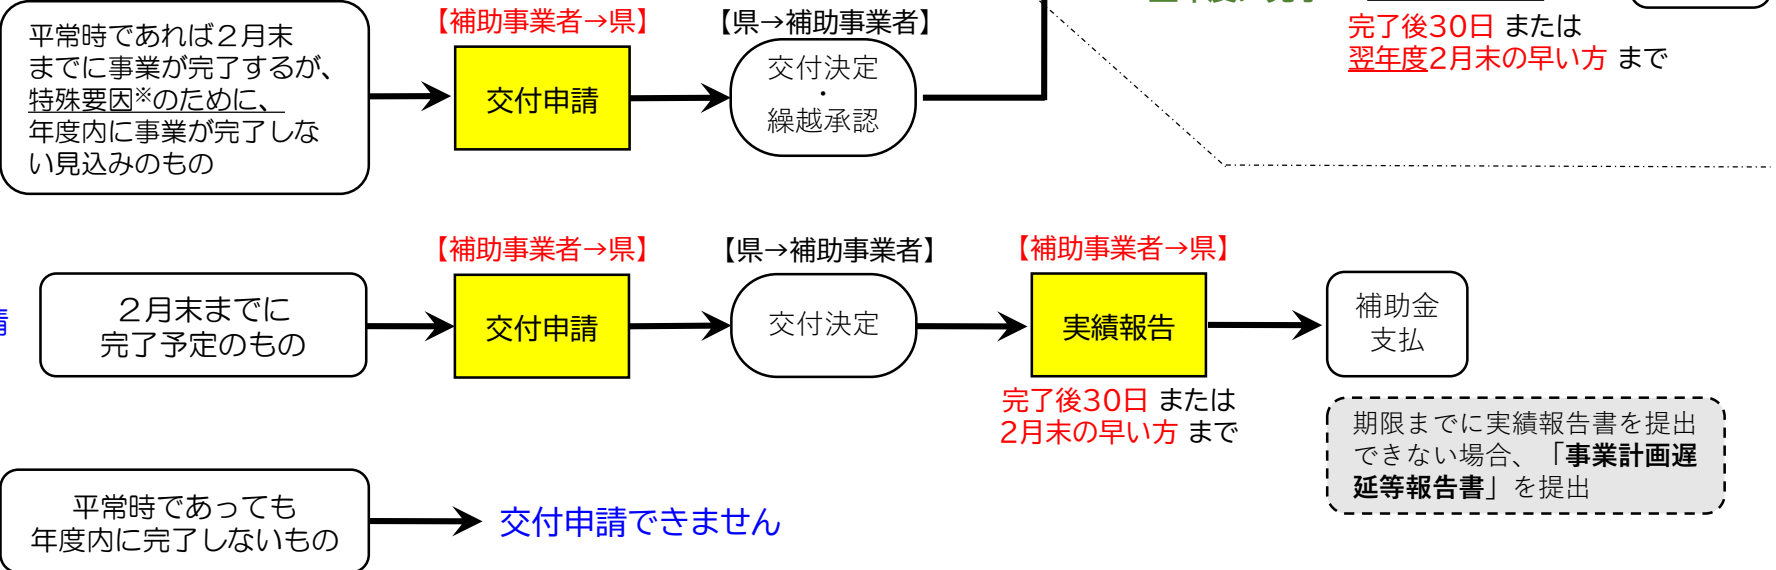 平常時であれば２月末
までに事業が完了するが、
特殊要因※のために、
年度内に事業が完了しな
い見込みのもの
【補助事業者→県】
交付申請
【県→補助事業者】
交付決定
・
繰越承認
完了後30日 または
翌年度2月末の早い方 まで
２月末までに
完了予定のもの
【補助事業者→県】
交付申請
【県→補助事業者】
交付決定
【補助事業者→県】
実績報告
完了後30日 または
2月末の早い方 まで
補助金
支払
期限までに実績報告書を提出
できない場合、「事業計画遅
延等報告書」を提出
平常時であっても
年度内に完了しないもの
交付申請できません